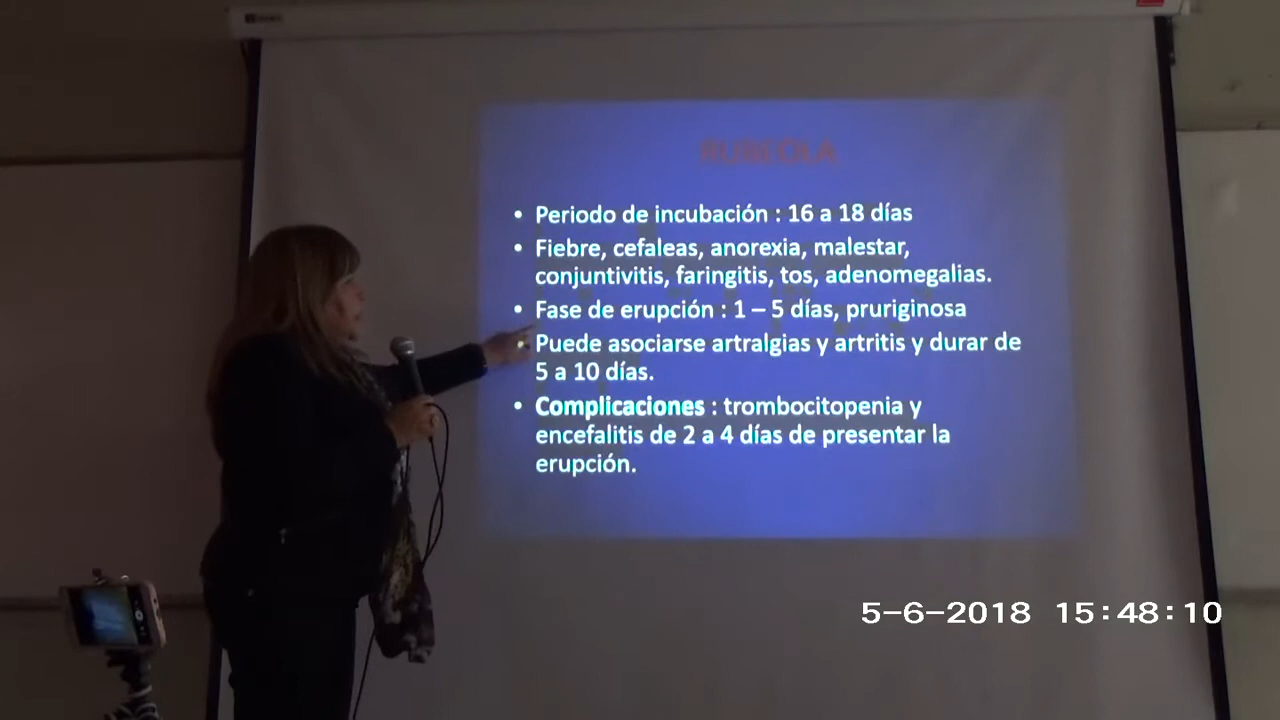 RUBEOLA
• Periodo de incubación : 16 a 18 días
• Fiebre, cefaleas, anorexia, malestar,
conjuntivitis, faringitis, tos, adenomegalias.
• Fase de erupción : 1 – 5 días, pruriginosa
• Puede asociarse artralgias y artritis y durar de
5 a 10 días.
• Complicaciones : trombocitopenia y
encefalitis de 2 a 4 días de presentar la
erupción.
5-6-2018 15:48:10